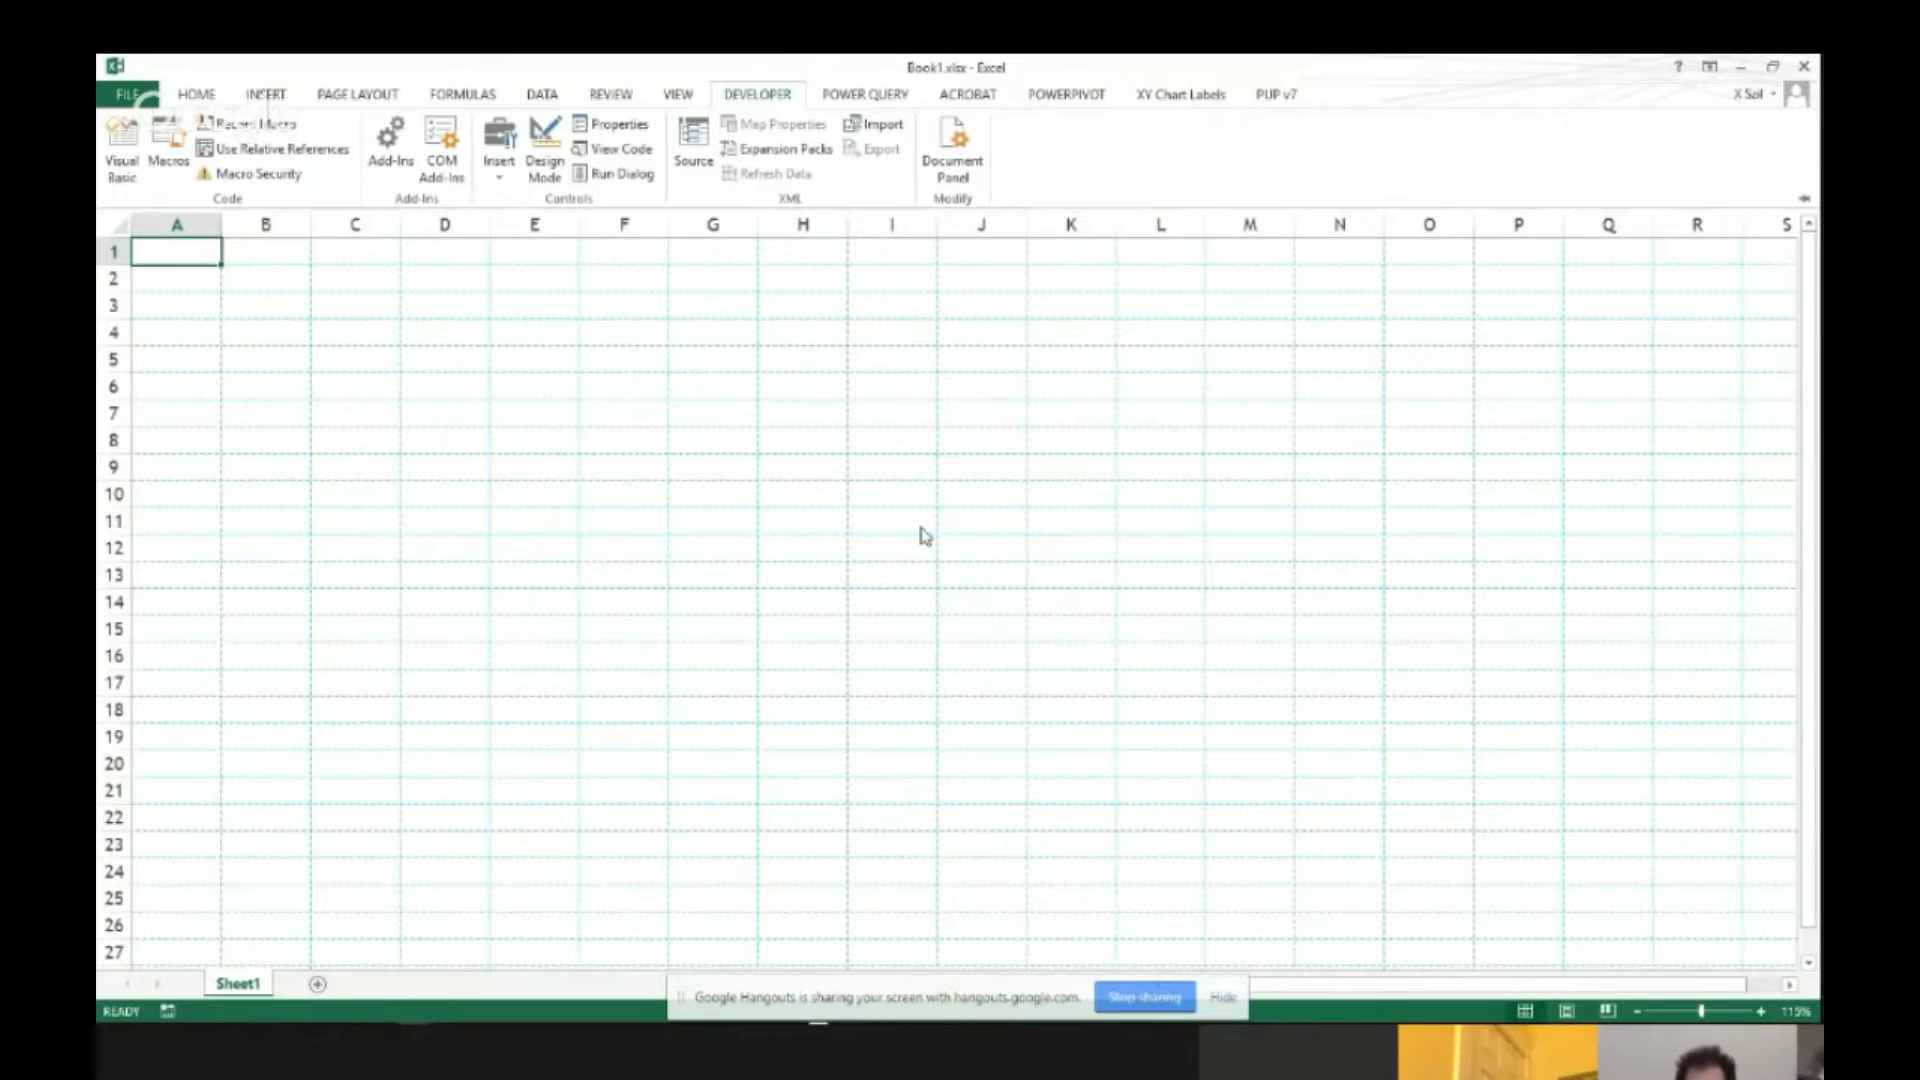 Book1.xlsx - Excel
FILE HOME INSERT PAGE LAYOUT FORMULAS DATA REVIEW VIEW DEVELOPER POWER QUERY ACROBAT POWERPIVOT XY Chart Labels PUP v7
Record Macro Properties Map Properties Import
Use Relative References View Code Expansion Packs Export
Visual Basic Macros Macro Security Add-Ins COM Add-Ins Insert Design Mode Run Dialog Source Refresh Data Document Panel
Code Add-Ins Controls XML Modify
A B C D E F G H I J K L M N O P Q R S
1
2
3
4
5
6
7
8
9
10
11
12
13
14
15
16
17
18
19
20
21
22
23
24
25
26
27
Sheet1
Google Hangouts is sharing your screen with hangouts.google.com. Stop sharing Hide
READY 115%